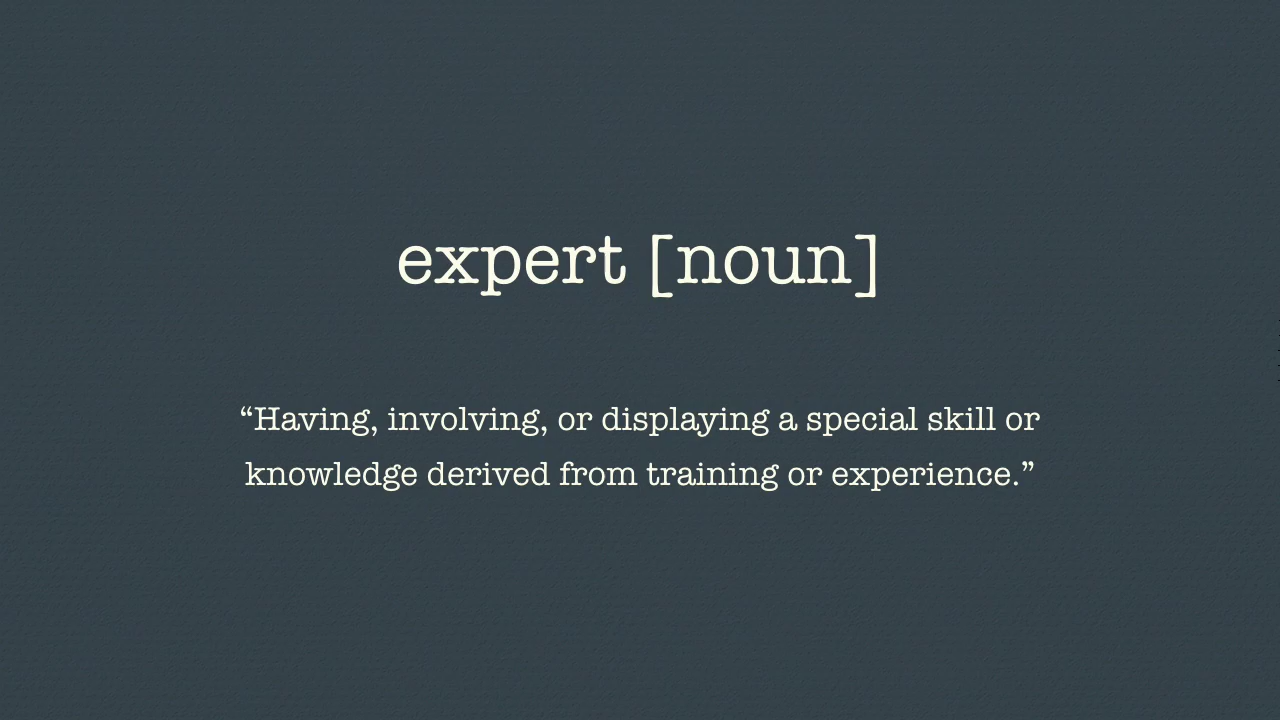 expert [noun]
“Having, involving, or displaying a special skill or
knowledge derived from training or experience.”